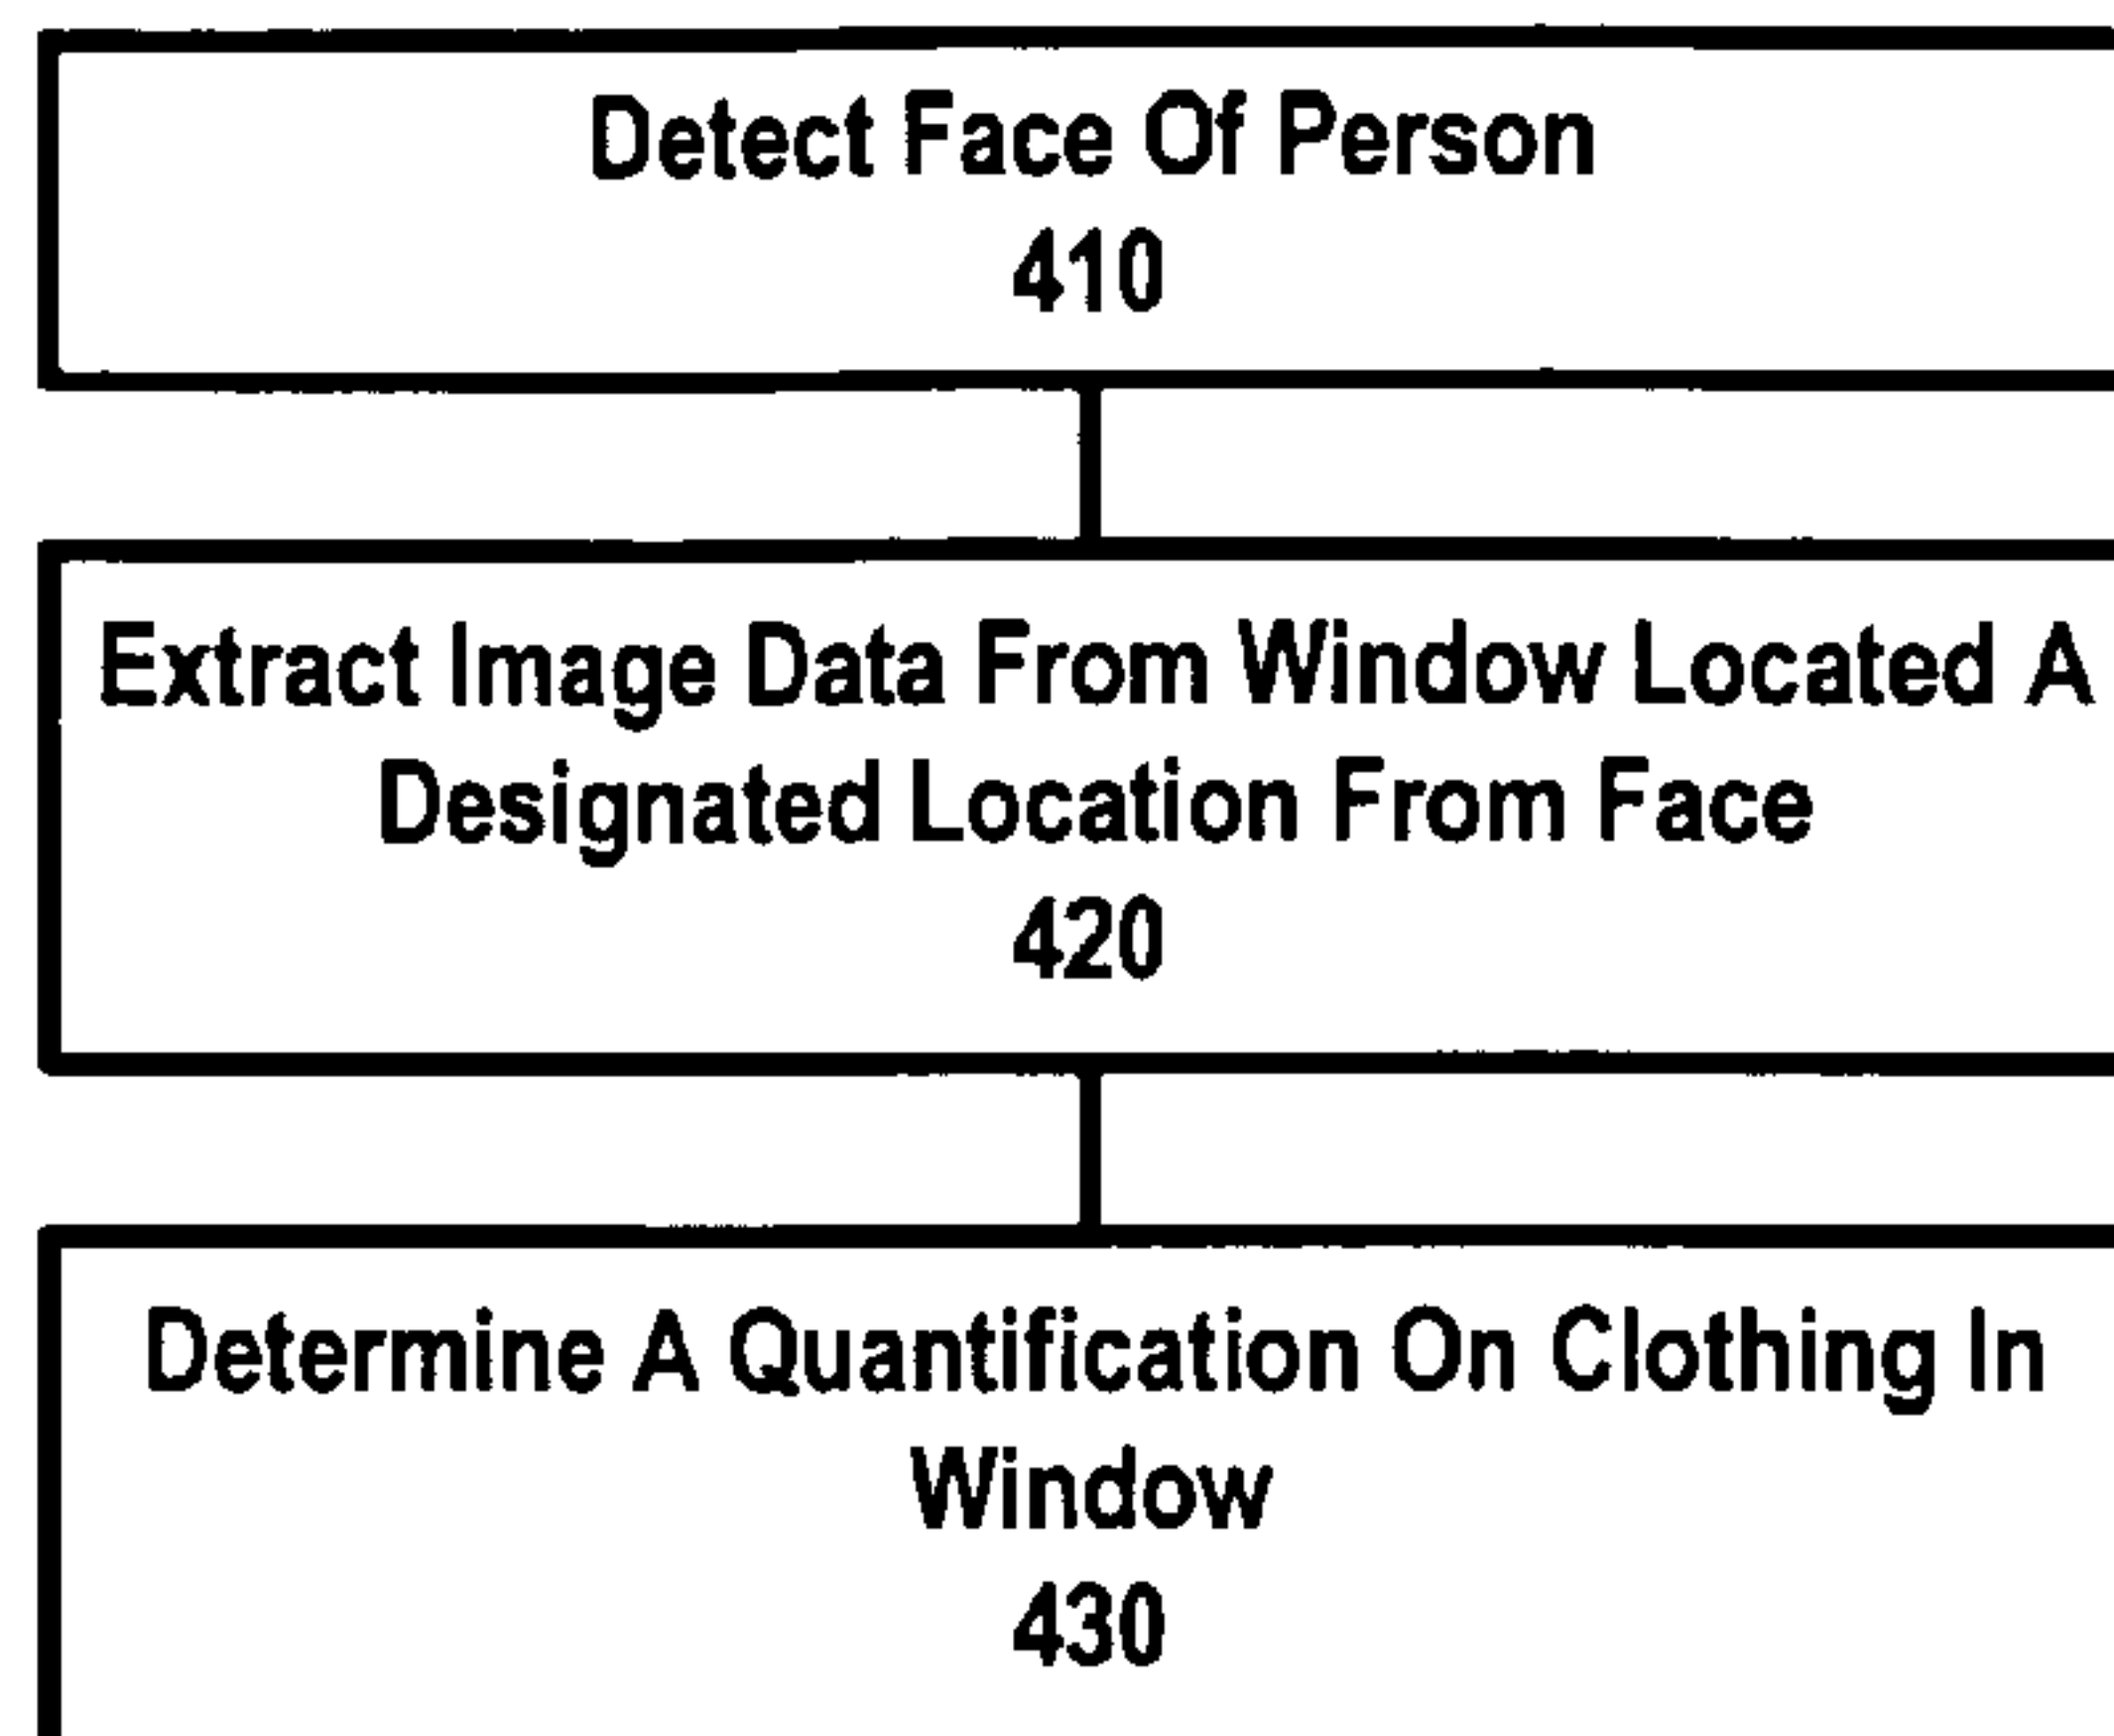 Detect Face Of Person
410
Extract Image Data From Window Located A
Designated Location From Face
420
Determine A Quantification On Clothing In
Window
430